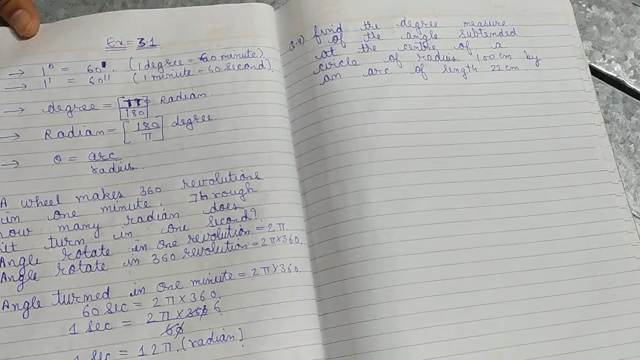 Ex = 3.1
→ 1° = 60' (1 degree = 60 minute)
→ 1' = 60'' (1 minute = 60 second)
→ degree = [π/180] Radian
→ Radian = [180/π] degree
→ θ = arc/radius
A wheel makes 360 revolutions
in one minute. Through
how many radian does
it turn in one second?
Angle rotate in one revolution = 2π
Angle rotate in 360 revolution = 2π×360.
Angle turned in one minute = 2π×360.
60 sec = 2π×360.
1 sec = 2π×360 6
60
1 sec = 12π. (radian)
find the degree measure
of the angle subtended
at the centre of a
circle of radius 100 cm by
an arc of length 22 cm.